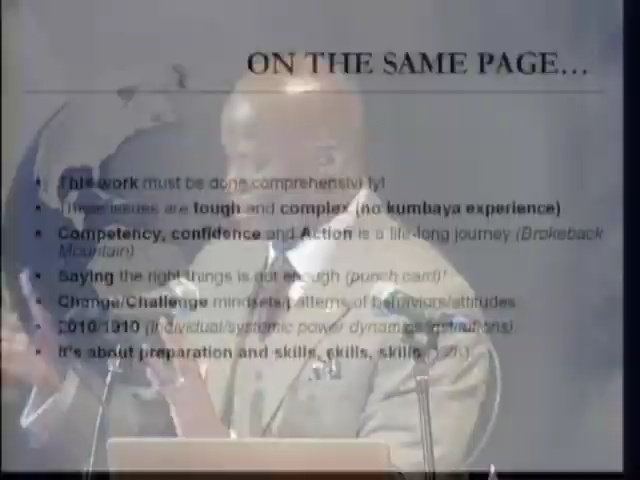 ON THE SAME PAGE...
• This work must be done comprehensively!
• These issues are tough and complex (no kumbaya experience)
• Competency, confidence and Action is a life-long journey (Brokeback
Mountain)
• Saying the right things is not enough (punch card)!
• Change/Challenge mindsets/patterns of behaviors/attitudes
• 2010/1910 (individual/systemic power dynamics/institutions).
• It's about preparation and skills, skills, skills